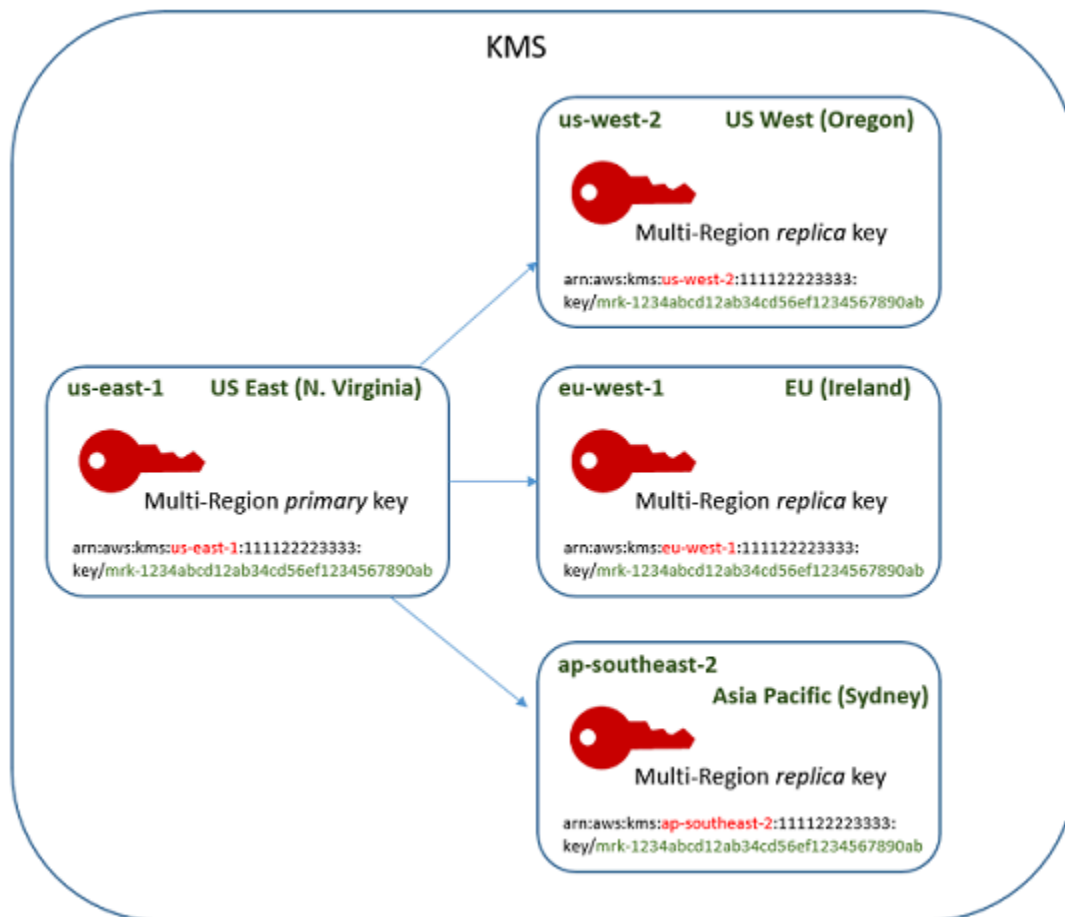 KMS
us-west-2 US West (Oregon)
Multi-Region replica key
arn:aws:kms:us-west-2:111122223333:
key/mrk-1234abcd12ab34cd56ef1234567890ab
us-east-1 US East (N. Virginia)
Multi-Region primary key
arn:aws:kms:us-east-1:111122223333:
key/mrk-1234abcd12ab34cd56ef1234567890ab
eu-west-1 EU (Ireland)
Multi-Region replica key
arn:aws:kms:eu-west-1:111122223333:
key/mrk-1234abcd12ab34cd56ef1234567890ab
ap-southeast-2
Asia Pacific (Sydney)
Multi-Region replica key
arn:aws:kms:ap-southeast-2:111122223333:
key/mrk-1234abcd12ab34cd56ef1234567890ab